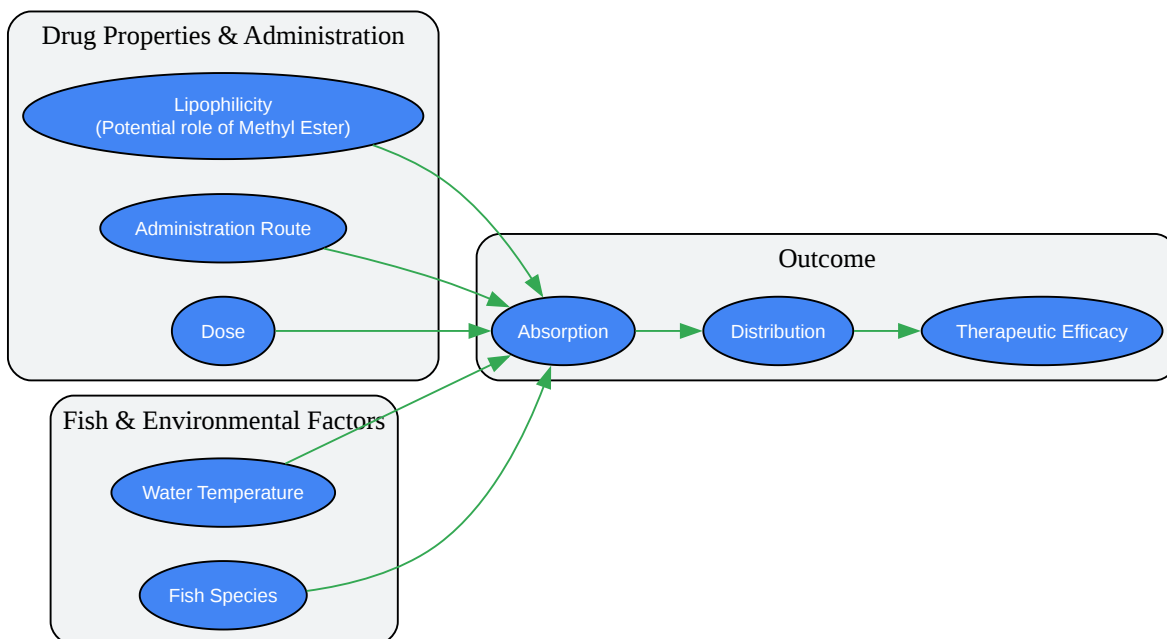 Drug Properties & Administration
Lipophilicity
(Potential role of Methyl Ester)
Administration Route
Dose
Outcome
Absorption
Distribution
Therapeutic Efficacy
Fish & Environmental Factors
Water Temperature
Fish Species